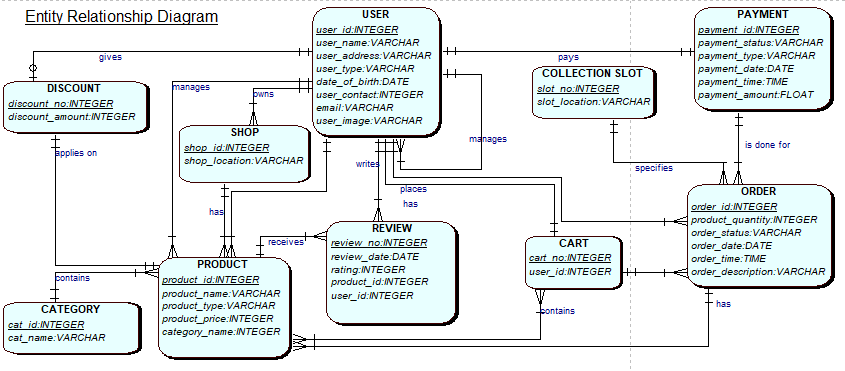 Entity Relationship Diagram
USER
user_id:INTEGER
user_name:VARCHAR
user_address:VARCHAR
user_type:VARCHAR
date_of_birth:DATE
user_contact:INTEGER
email:VARCHAR
user_image:VARCHAR
PAYMENT
payment_id:INTEGER
payment_status:VARCHAR
payment_type:VARCHAR
payment_date:DATE
payment_time:TIME
payment_amount:FLOAT
gives
pays
DISCOUNT
discount_no:INTEGER
discount_amount:INTEGER
manages
owns
COLLECTION SLOT
slot_no:INTEGER
slot_location:VARCHAR
SHOP
shop_id:INTEGER
shop_location:VARCHAR
manages
is done for
applies on
writes
specifies
places
has
has
ORDER
order_id:INTEGER
product_quantity:INTEGER
order_status:VARCHAR
order_date:DATE
order_time:TIME
order_description:VARCHAR
receives
REVIEW
review_no:INTEGER
review_date:DATE
rating:INTEGER
product_id:INTEGER
user_id:INTEGER
CART
cart_no:INTEGER
user_id:INTEGER
PRODUCT
product_id:INTEGER
product_name:VARCHAR
product_type:VARCHAR
product_price:INTEGER
category_name:INTEGER
contains
CATEGORY
cat_id:INTEGER
cat_name:VARCHAR
contains
has